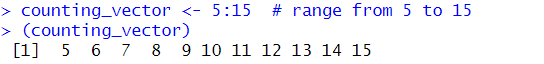 > counting_vector <- 5:15  # range from 5 to 15
> (counting_vector)
 [1]  5  6  7  8  9 10 11 12 13 14 15